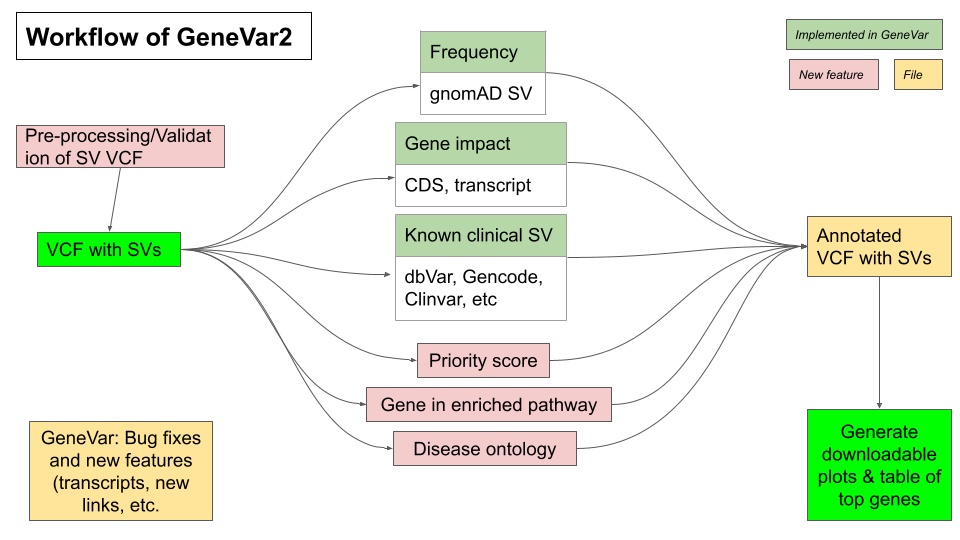 Workflow of GeneVar2
Implemented in GeneVar
New feature
File
Pre-processing/Validat
ion of SV VCF
VCF with SVs
Frequency
gnomAD SV
Gene impact
CDS, transcript
Known clinical SV
dbVar, Gencode,
Clinvar, etc
Priority score
Gene in enriched pathway
Disease ontology
Annotated
VCF with SVs
Generate
downloadable
plots & table of
top genes
GeneVar: Bug fixes
and new features
(transcripts, new
links, etc.